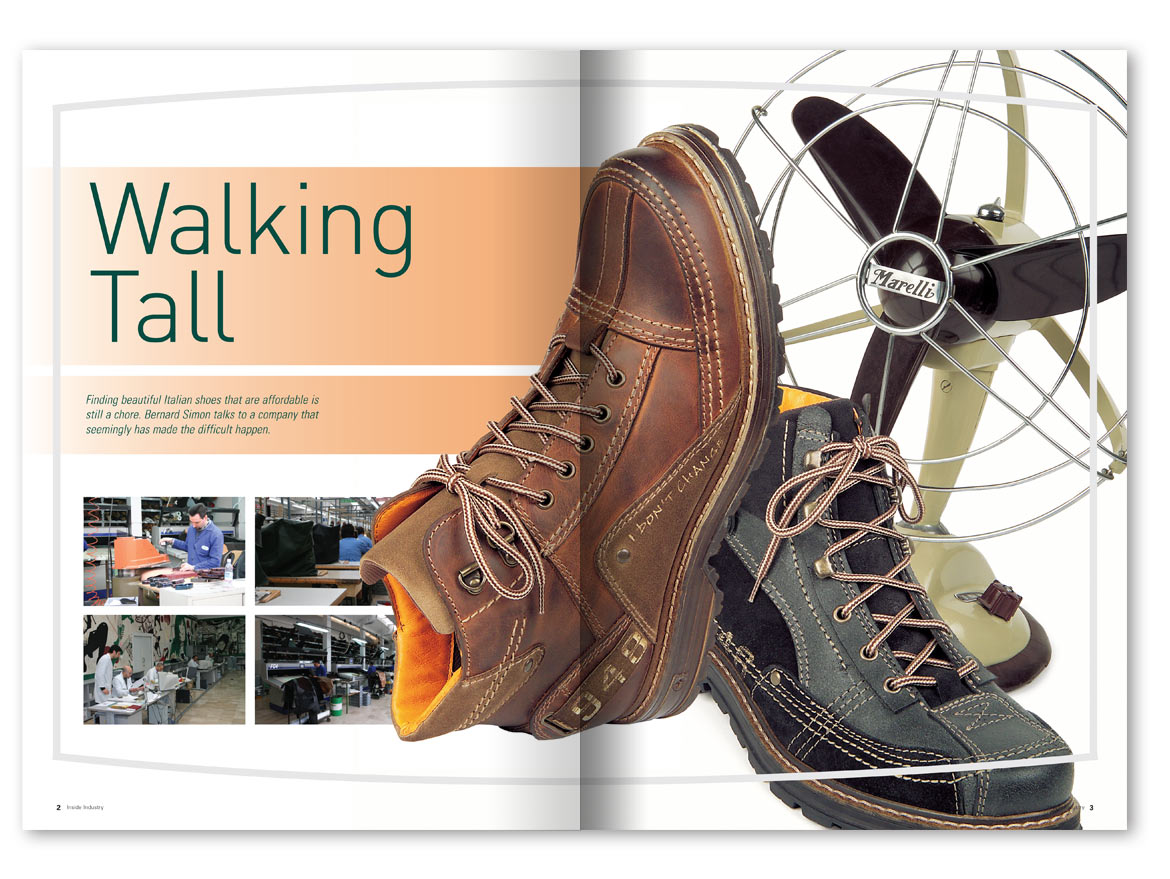 Walking
Tall
Finding beautiful Italian shoes that are affordable is
still a chore. Bernard Simon talks to a company that
seemingly has made the difficult happen.
Marelli
I DON'T CHANGE
2 Inside Industry
3